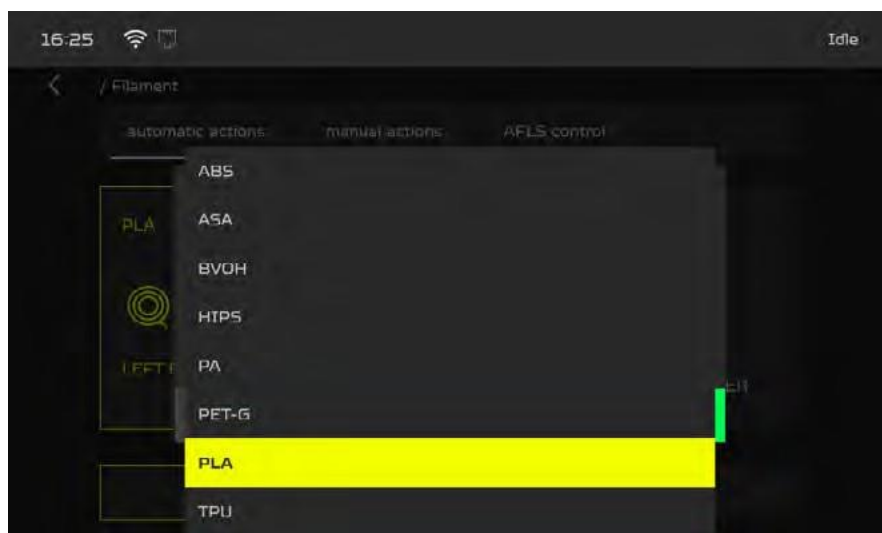 16:25 Idle
/ Filament
automatic actions manual actions AFLS control
ABS
PLA
ASA
BVOH
HIPS
PA
LEFT
PET-G
PLA
TPU